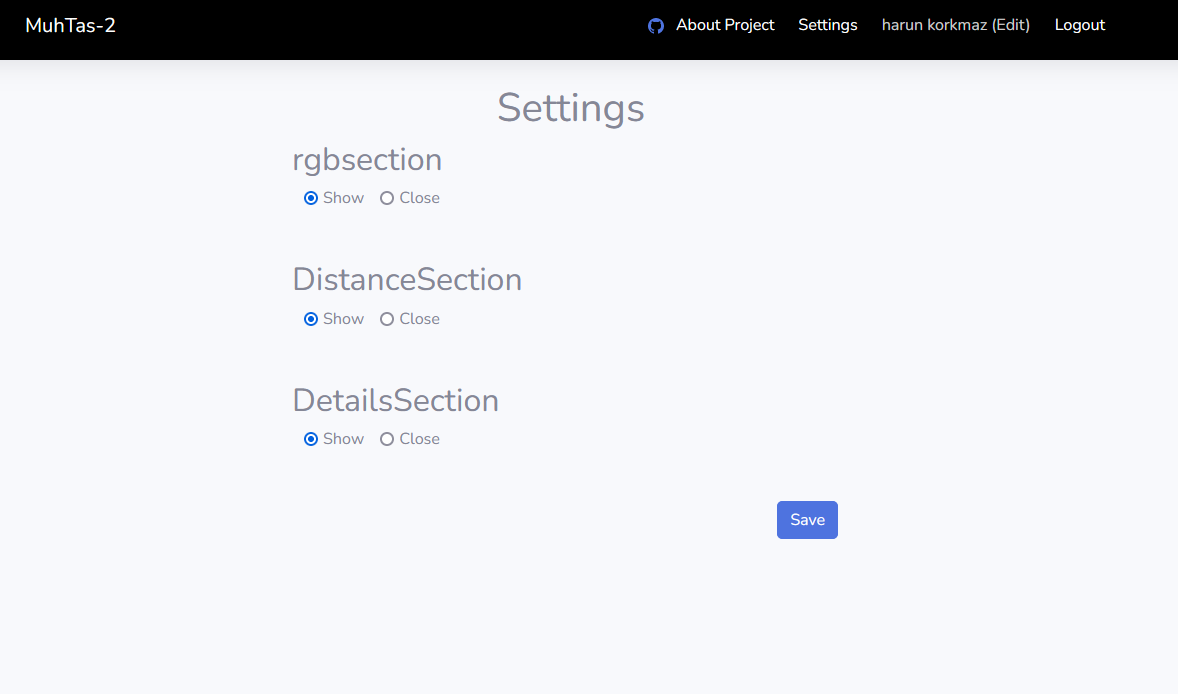 MuhTas-2 About Project Settings harun korkmaz (Edit) Logout
Settings
rgbsection
Show Close
DistanceSection
Show Close
DetailsSection
Show Close
Save